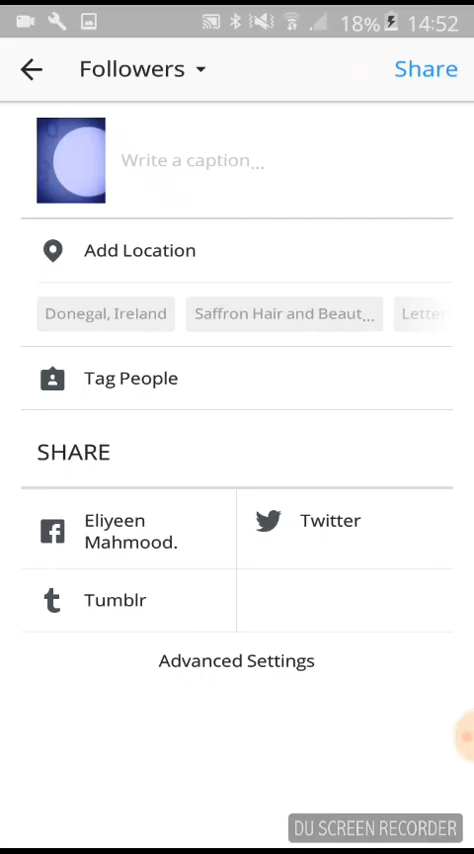 18% 14:52
Followers Share
Write a caption...
Add Location
Donegal, Ireland Saffron Hair and Beaut... Letter
Tag People
SHARE
Eliyeen
Mahmood.
Twitter
Tumblr
Advanced Settings
DU SCREEN RECORDER